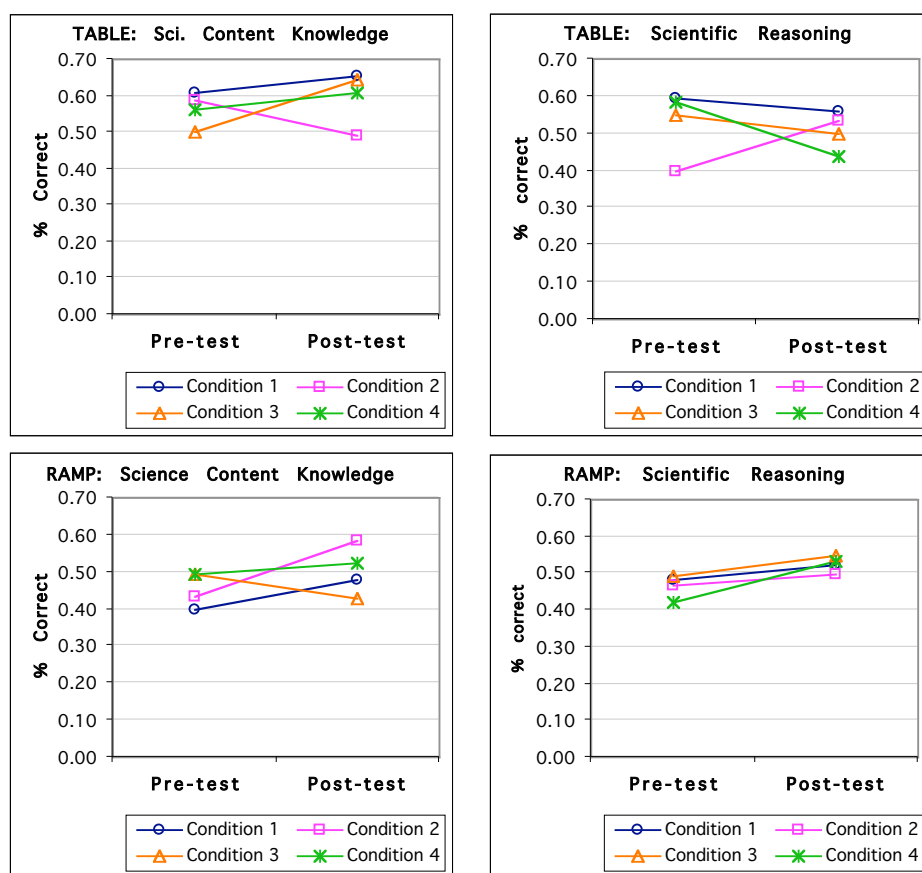 TABLE: Sci. Content Knowledge
0.70
0.60
0.50
0.40
0.30
0.20
0.10
0.00
% Correct
Pre-test Post-test
Condition 1 Condition 2
Condition 3 Condition 4
TABLE: Scientific Reasoning
0.70
0.60
0.50
0.40
0.30
0.20
0.10
0.00
% correct
Pre-test Post-test
Condition 1 Condition 2
Condition 3 Condition 4
RAMP: Science Content Knowledge
0.70
0.60
0.50
0.40
0.30
0.20
0.10
0.00
% Correct
Pre-test Post-test
Condition 1 Condition 2
Condition 3 Condition 4
RAMP: Scientific Reasoning
0.70
0.60
0.50
0.40
0.30
0.20
0.10
0.00
% correct
Pre-test Post-test
Condition 1 Condition 2
Condition 3 Condition 4